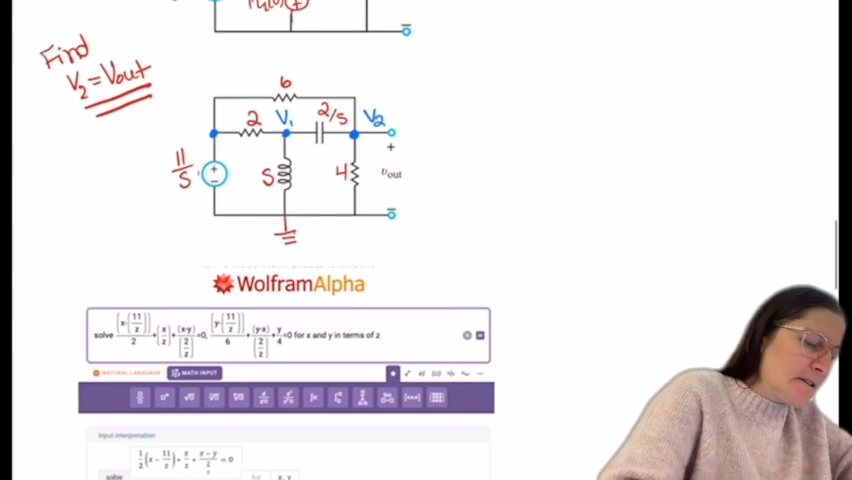 Find
V₂ = Vout
6
2 V₁ 2/s V₂
+
11/s + − s 4 vout
−
−
WolframAlpha
solve (x-(11/z))/2+(x/z)+(x-y)/(2/z)=0, (y-(11/z))/6+(y-x)/(2/z)+y/4=0 for x and y in terms of z
NATURAL LANGUAGE MATH INPUT
Input interpretation
solve 1/2 (x − 11/z) + x/z + (x−y)/(2/z) = 0 for x, y